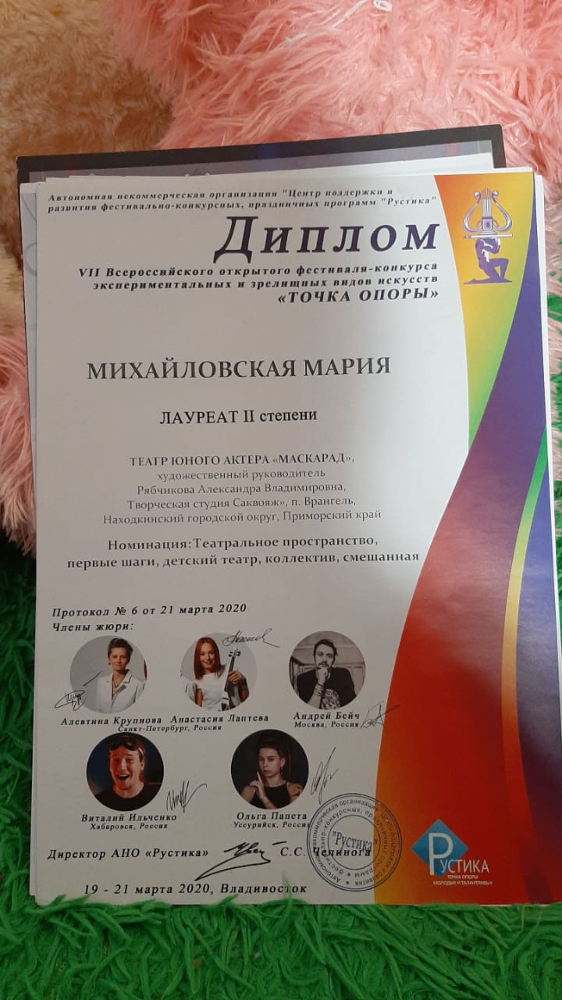 Автономная некоммерческая организация "Центр поддержки и
развития фестивально-конкурсных, праздничных программ "Рустика"
Диплом
VII Всероссийского открытого фестиваля-конкурса
экспериментальных и зрелищных видов искусств
«ТОЧКА ОПОРЫ»
МИХАЙЛОВСКАЯ МАРИЯ
ЛАУРЕАТ II степени
ТЕАТР ЮНОГО АКТЕРА «МАСКАРАД»,
художественный руководитель
Рябчикова Александра Владимировна,
Творческая студия Саквояж», п. Врангель,
Находкинский городской округ, Приморский край
Номинация: Театральное пространство,
первые шаги, детский театр, коллектив, смешанная
Протокол № 6 от 21 марта 2020
Члены жюри:
Алевтина Крупнова
Санкт-Петербург, Россия
Анастасия Лаптева
Андрей Бейч
Москва, Россия
Виталий Ильченко
Хабаровск, Россия
Ольга Папета
Уссурийск, Россия
Директор АНО «Рустика» С.С. Чепинога
"Рустика"
19 - 21 марта 2020, Владивосток
РУСТИКА
ТОЧКА ОПОРЫ
МОЛОДЫХ И ТАЛАНТЛИВЫХ